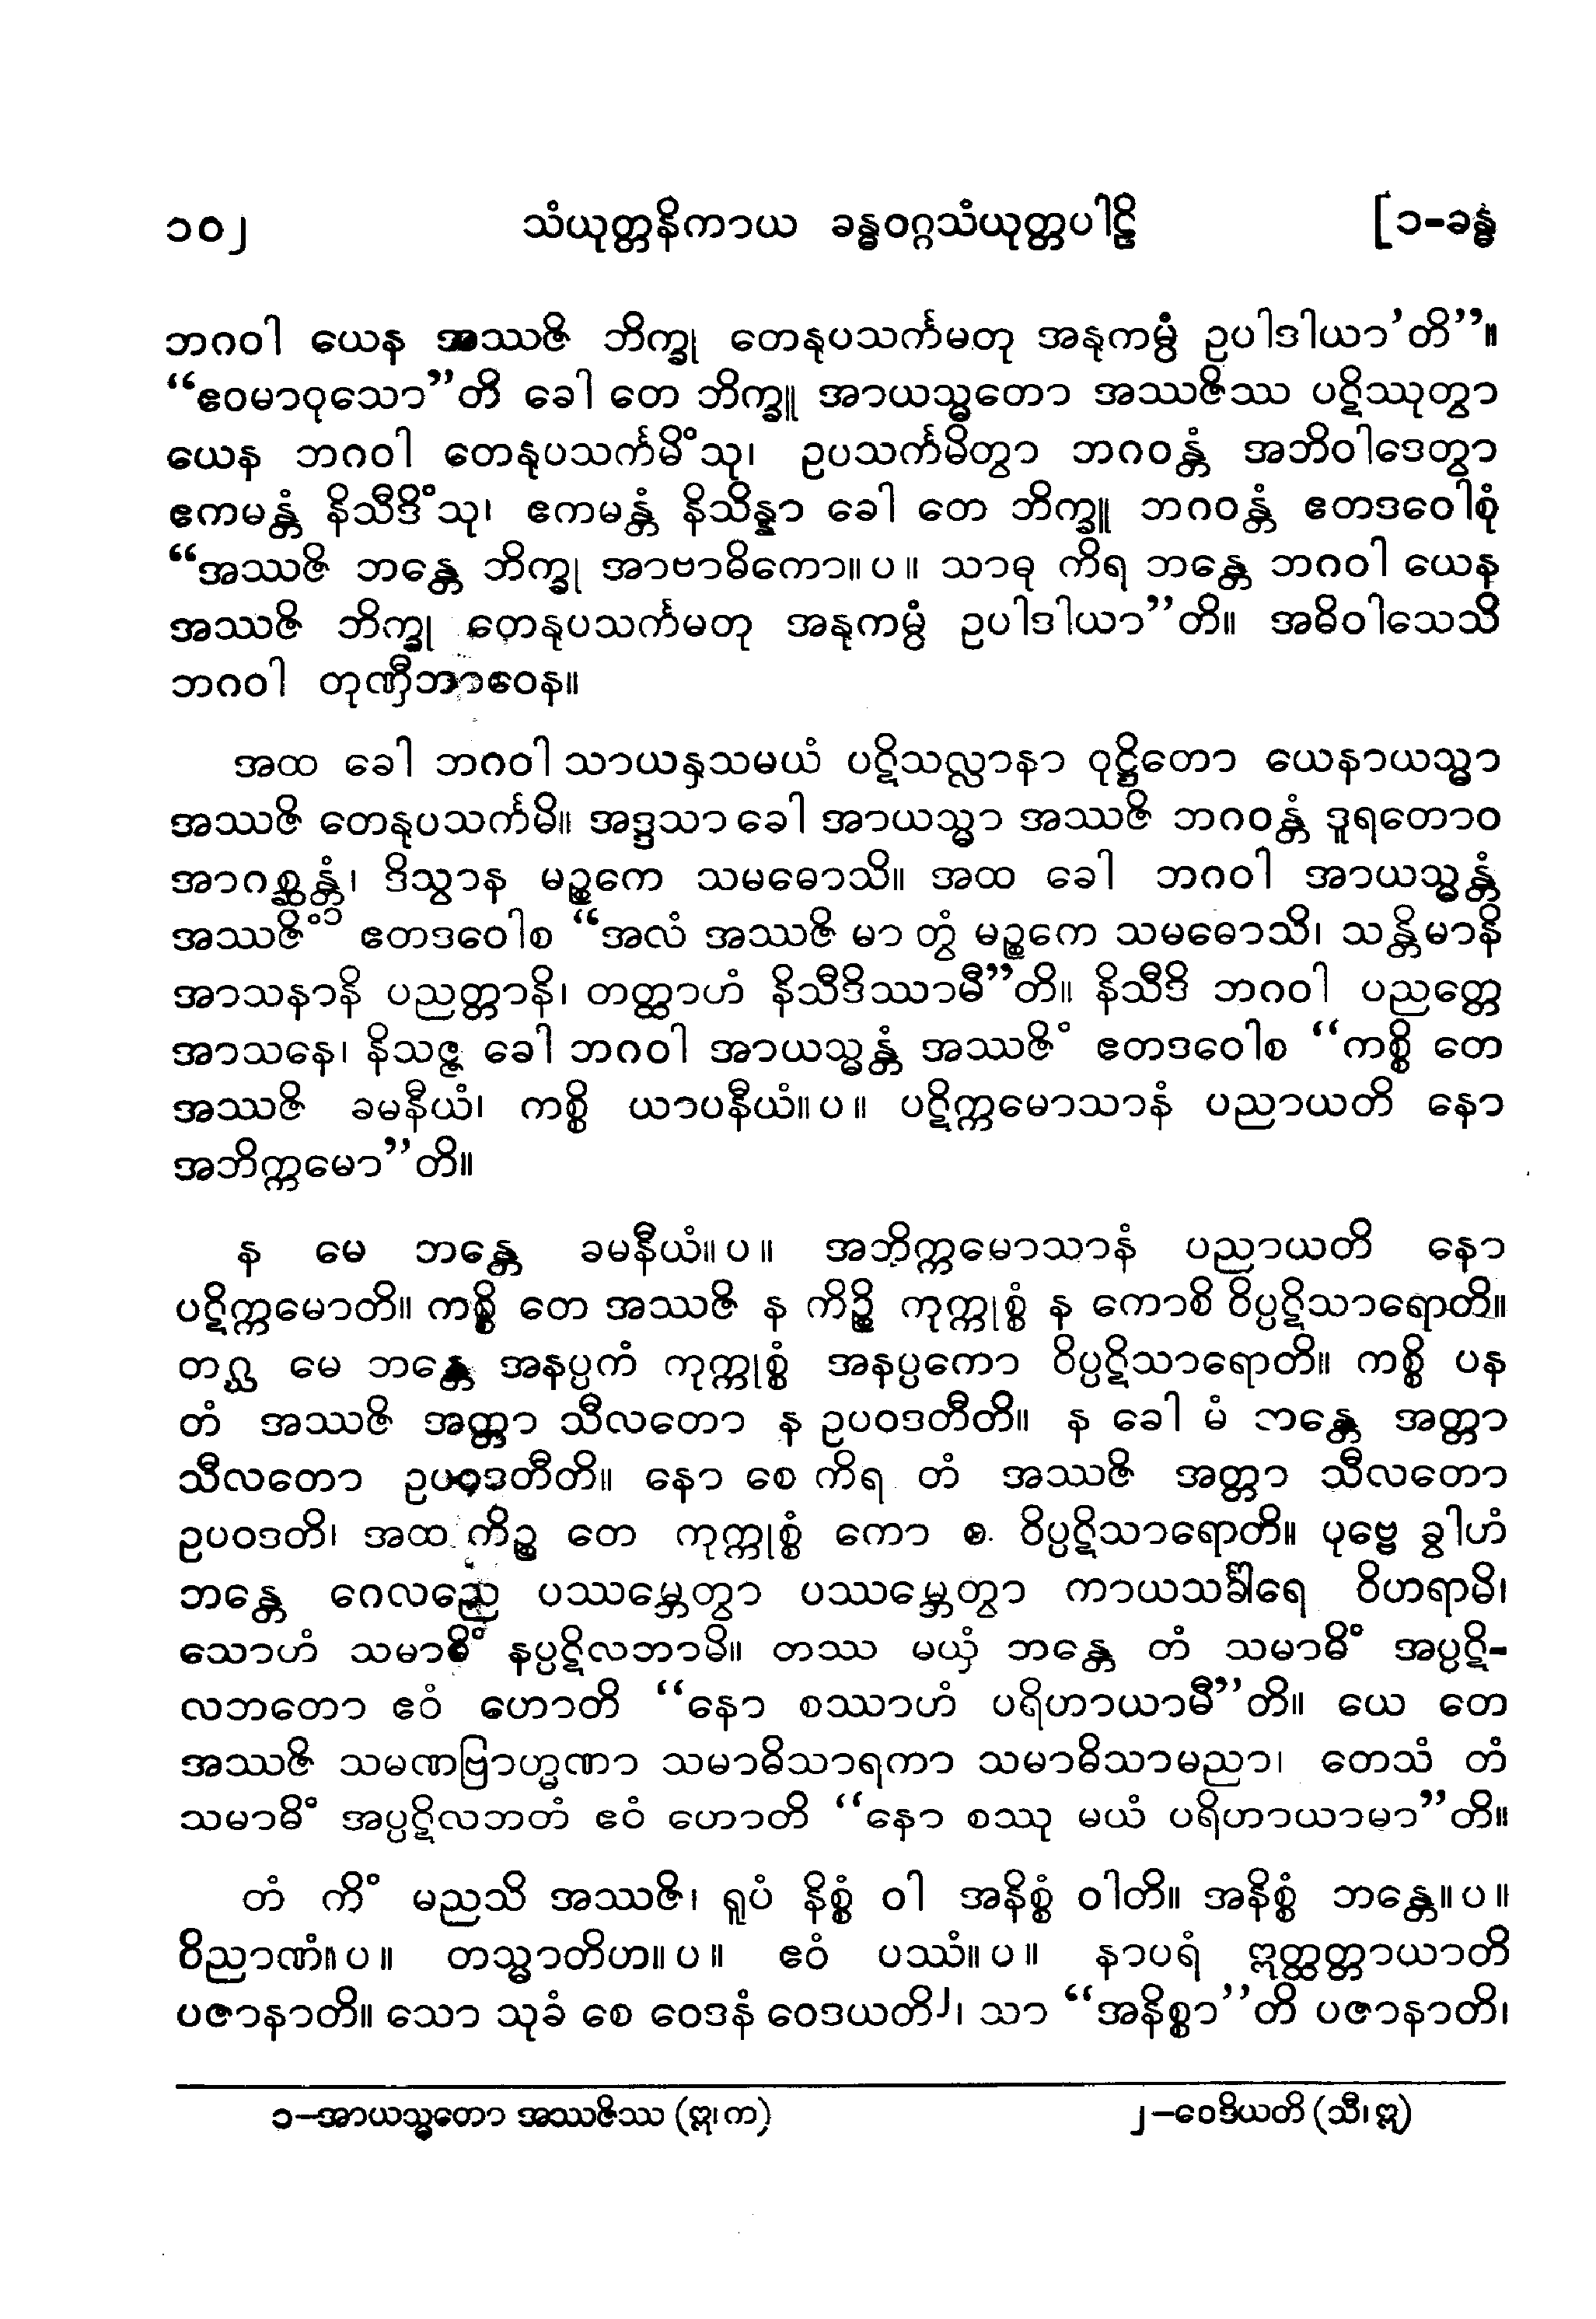 ၁၀၂ သံယုတ္တနိကာယ ခန္ဓဝဂ္ဂသံယုတ္တပါဠိ [၁-ခန္ဓ
ဘဂဝါ ယေန အဿဇိ ဘိက္ခု တေနုပသင်္ကမတု အနုကမ္ပံ ဥပါဒါယာ’တိ”။
“ဧဝမာဝုသော”တိ ခေါ တေ ဘိက္ခူ အာယသ္မတော အဿဇိဿ ပဋိဿုတွာ
ယေန ဘဂဝါ တေနုပသင်္ကမိံသု၊ ဥပသင်္ကမိတွာ ဘဂဝန္တံ အဘိဝါဒေတွာ
ဧကမန္တံ နိသီဒိံသု၊ ဧကမန္တံ နိသိန္နာ ခေါ တေ ဘိက္ခူ ဘဂဝန္တံ ဧတဒဝေါစုံ
“အဿဇိ ဘန္တေ ဘိက္ခု အာဗာဓိကော။ပ။ သာဓု ကိရ ဘန္တေ ဘဂဝါ ယေန
အဿဇိ ဘိက္ခု တေနုပသင်္ကမတု အနုကမ္ပံ ဥပါဒါယာ”တိ။ အဓိဝါသေသိ
ဘဂဝါ တုဏှီဘာဝေန။
အထ ခေါ ဘဂဝါ သာယနှသမယံ ပဋိသလ္လာနာ ဝုဋ္ဌိတော ယေနာယသ္မာ
အဿဇိ တေနုပသင်္ကမိ။ အဒ္ဒသာ ခေါ အာယသ္မာ အဿဇိ ဘဂဝန္တံ ဒူရတောဝ
အာဂစ္ဆန္တံ၊ ဒိသွာန မဉ္စကေ သမဓောသိ။ အထ ခေါ ဘဂဝါ အာယသ္မန္တံ
အဿဇိံ၁ ဧတဒဝေါစ “အလံ အဿဇိ မာ တွံ မဉ္စကေ သမဓောသိ၊ သန္တိမာနိ
အာသနာနိ ပညတ္တာနိ၊ တတ္ထာဟံ နိသီဒိဿာမီ”တိ။ နိသီဒိ ဘဂဝါ ပညတ္တေ
အာသနေ၊ နိသဇ္ဇ ခေါ ဘဂဝါ အာယသ္မန္တံ အဿဇိံ ဧတဒဝေါစ “ကစ္စိ တေ
အဿဇိ ခမနီယံ၊ ကစ္စိ ယာပနီယံ။ပ။ ပဋိက္ကမောသာနံ ပညာယတိ နော
အဘိက္ကမော”တိ။
န မေ ဘန္တေ ခမနီယံ။ပ။ အဘိက္ကမောသာနံ ပညာယတိ နော
ပဋိက္ကမောတိ။ ကစ္စိ တေ အဿဇိ န ကိဉ္စိ ကုက္ကုစ္စံ န ကောစိ ဝိပ္ပဋိသာရောတိ။
တဂ္ဃ မေ ဘန္တေ အနပ္ပကံ ကုက္ကုစ္စံ အနပ္ပကော ဝိပ္ပဋိသာရောတိ။ ကစ္စိ ပန
တံ အဿဇိ အတ္တာ သီလတော န ဥပဝဒတီတိ။ န ခေါ မံ ဘန္တေ အတ္တာ
သီလတော ဥပဝဒတီတိ။ နော စေ ကိရ တံ အဿဇိ အတ္တာ သီလတော
ဥပဝဒတိ၊ အထ ကိဉ္စ တေ ကုက္ကုစ္စံ ကော စ ဝိပ္ပဋိသာရောတိ။ ပုဗ္ဗေ ခွါဟံ
ဘန္တေ ဂေလညေ ပဿမ္ဘေတွာ ပဿမ္ဘေတွာ ကာယသင်္ခါရေ ဝိဟရာမိ၊
သောဟံ သမာဓိံ နပ္ပဋိလဘာမိ။ တဿ မယှံ ဘန္တေ တံ သမာဓိံ အပ္ပဋိ-
လဘတော ဧဝံ ဟောတိ “နော စဿာဟံ ပရိဟာယာမီ”တိ။ ယေ တေ
အဿဇိ သမဏဗြာဟ္မဏာ သမာဓိသာရကာ သမာဓိသာမညာ၊ တေသံ တံ
သမာဓိံ အပ္ပဋိလဘတံ ဧဝံ ဟောတိ “နော စဿု မယံ ပရိဟာယာမာ”တိ။
တံ ကိံ မညသိ အဿဇိ၊ ရူပံ နိစ္စံ ဝါ အနိစ္စံ ဝါတိ။ အနိစ္စံ ဘန္တေ။ပ။
ဝိညာဏံ။ပ။ တသ္မာတိဟ။ပ။ ဧဝံ ပဿံ။ပ။ နာပရံ ဣတ္ထတ္တာယာတိ
ပဇာနာတိ။ သော သုခံ စေ ဝေဒနံ ဝေဒယတိ၂၊ သာ “အနိစ္စာ”တိ ပဇာနာတိ၊
၁-အာယသ္မတော အဿဇိဿ (ဣ၊ က) ၂-ဝေဒိယတိ (သီ၊ ဣ)